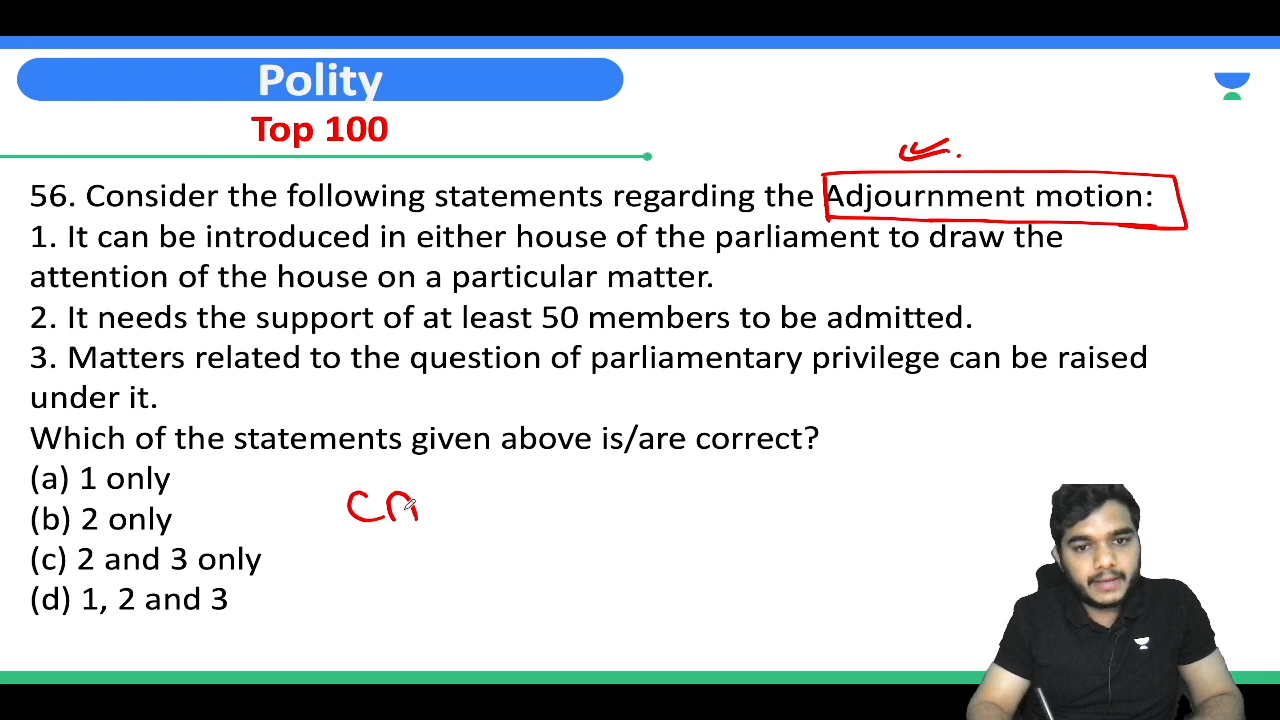 Polity
Top 100
56. Consider the following statements regarding the Adjournment motion:
1. It can be introduced in either house of the parliament to draw the
attention of the house on a particular matter.
2. It needs the support of at least 50 members to be admitted.
3. Matters related to the question of parliamentary privilege can be raised
under it.
Which of the statements given above is/are correct?
(a) 1 only
(b) 2 only
(c) 2 and 3 only
(d) 1, 2 and 3